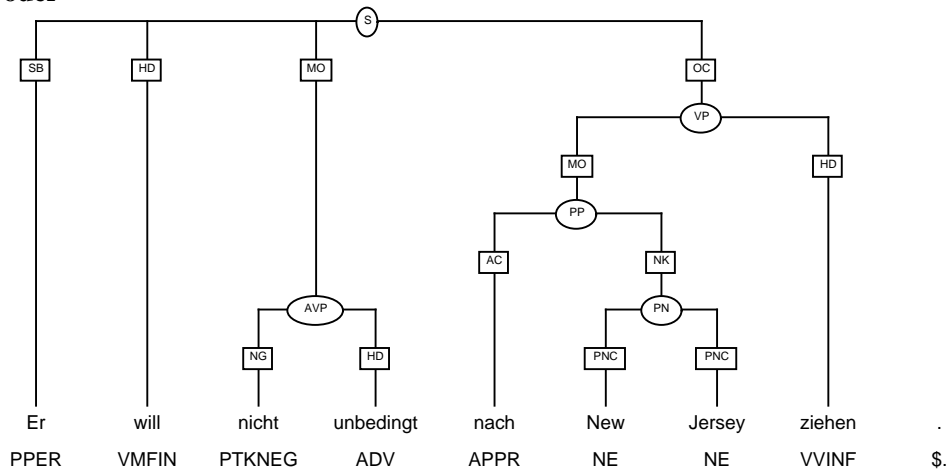 S
SB HD MO OC
VP
MO HD
PP
AC NK
AVP PN
NG HD PNC PNC
Er will nicht unbedingt nach New Jersey ziehen .
PPER VMFIN PTKNEG ADV APPR NE NE VVINF $.